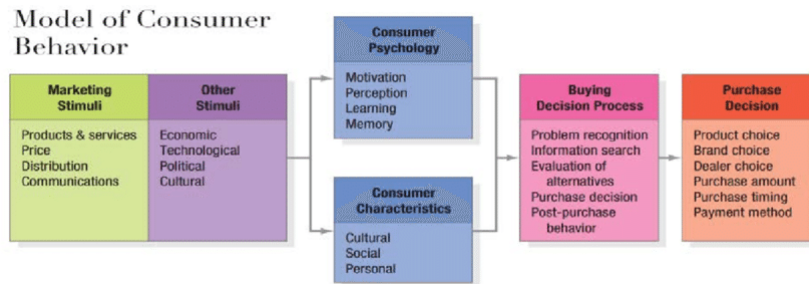 Model of Consumer
Behavior
Marketing
Stimuli
Products & services
Price
Distribution
Communications
Other
Stimuli
Economic
Technological
Political
Cultural
Consumer
Psychology
Motivation
Perception
Learning
Memory
Consumer
Characteristics
Cultural
Social
Personal
Buying
Decision Process
Problem recognition
Information search
Evaluation of
alternatives
Purchase decision
Post-purchase
behavior
Purchase
Decision
Product choice
Brand choice
Dealer choice
Purchase amount
Purchase timing
Payment method